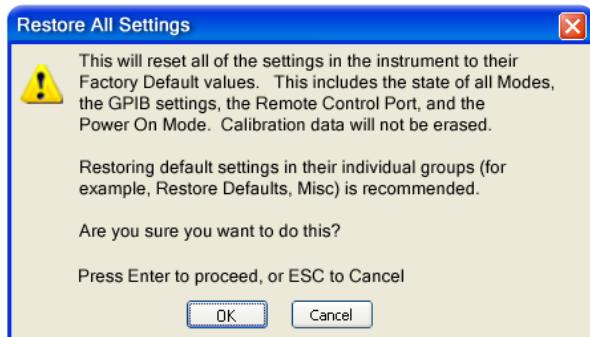 Restore All Settings
This will reset all of the settings in the instrument to their
Factory Default values. This includes the state of all Modes,
the GPIB settings, the Remote Control Port, and the
Power On Mode. Calibration data will not be erased.
Restoring default settings in their individual groups (for
example, Restore Defaults, Misc) is recommended.
Are you sure you want to do this?
Press Enter to proceed, or ESC to Cancel
OK Cancel